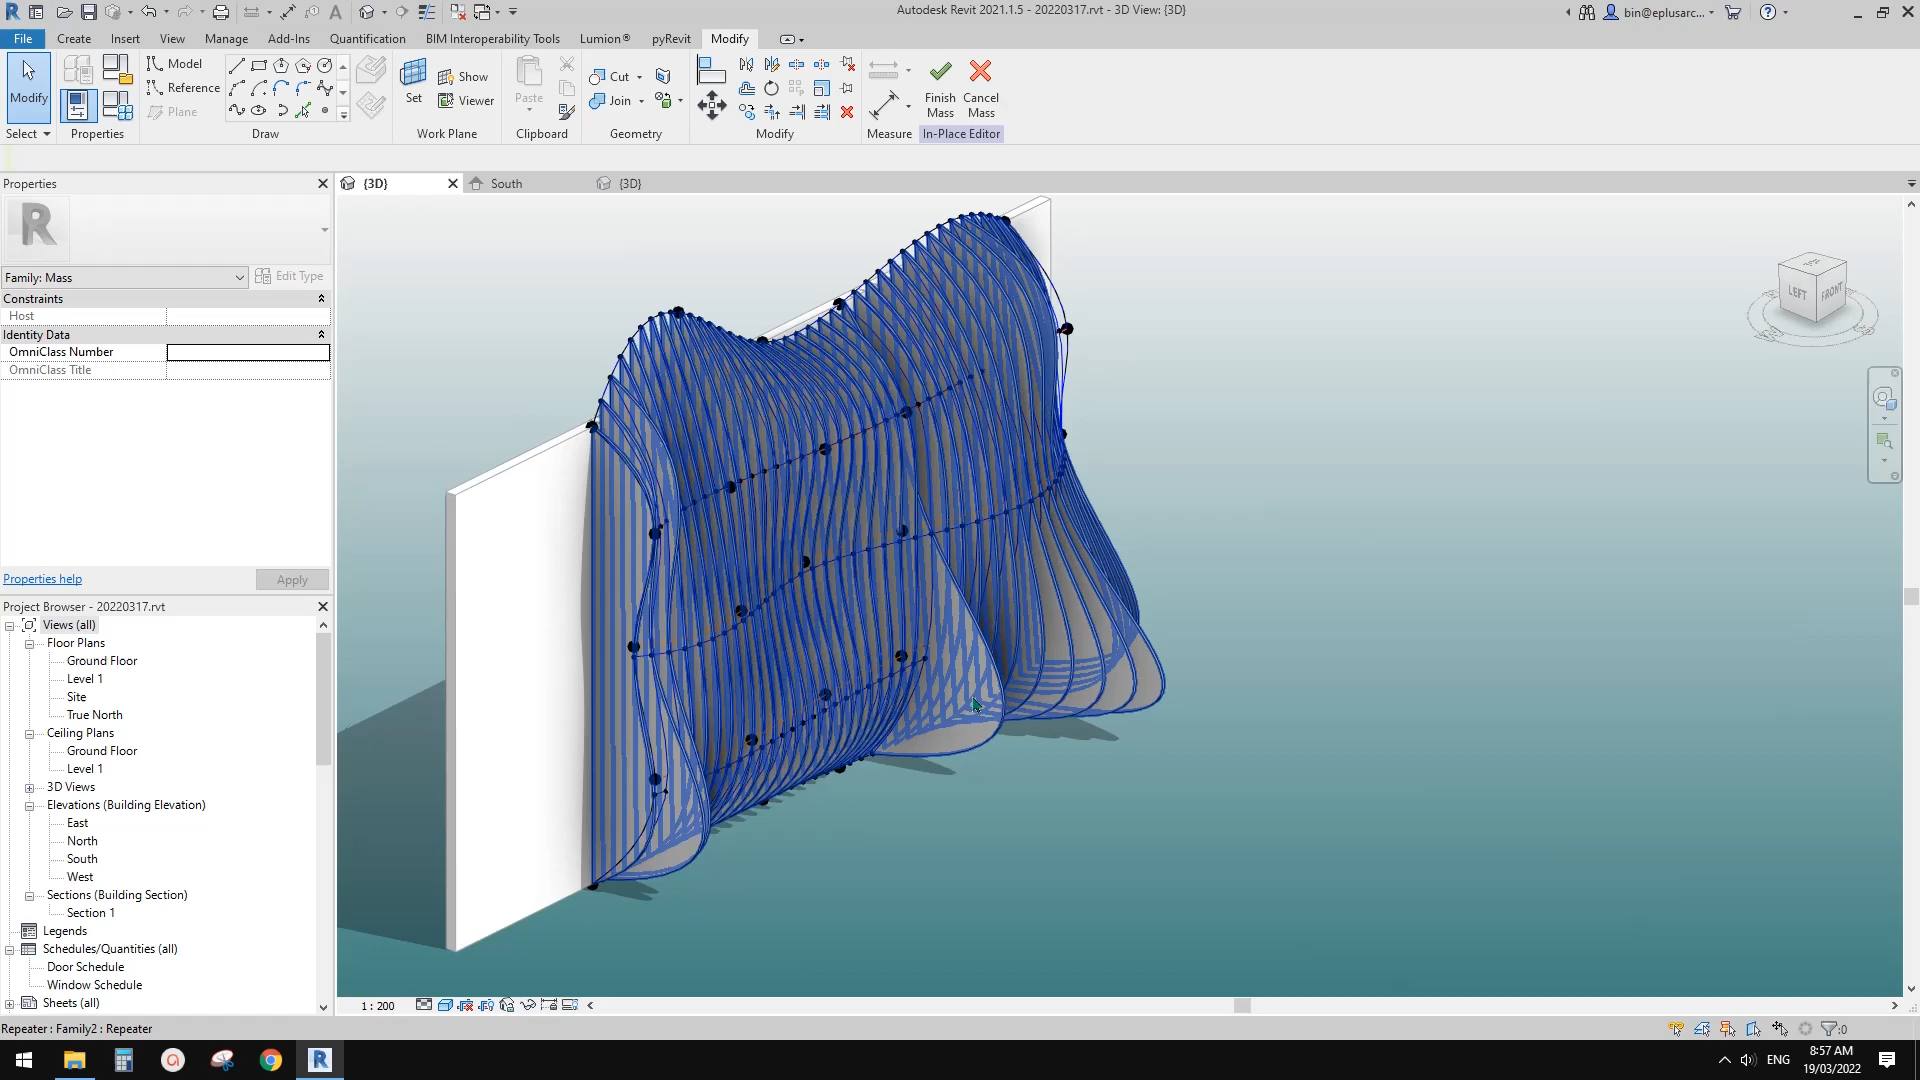 Autodesk Revit 2021.1.5 - 20220317.rvt - 3D View: {3D}
bin@eplusarc...
File Create Insert View Manage Add-Ins Quantification BIM Interoperability Tools Lumion® pyRevit Modify
Modify
Model
Reference
Plane
Set
Show
Viewer
Paste
Cut
Join
Finish Mass
Cancel Mass
Select Properties Draw Work Plane Clipboard Geometry Modify Measure In-Place Editor
Properties
{3D} South {3D}
R
Family: Mass Edit Type
Constraints
Host
Identity Data
OmniClass Number
OmniClass Title
LEFT FRONT
Properties help Apply
Project Browser - 20220317.rvt
Views (all)
Floor Plans
Ground Floor
Level 1
Site
True North
Ceiling Plans
Ground Floor
Level 1
3D Views
Elevations (Building Elevation)
East
North
South
West
Sections (Building Section)
Section 1
Legends
Schedules/Quantities (all)
Door Schedule
Window Schedule
Sheets (all)
1 : 200
Repeater : Family2 : Repeater
:0
ENG
8:57 AM
19/03/2022